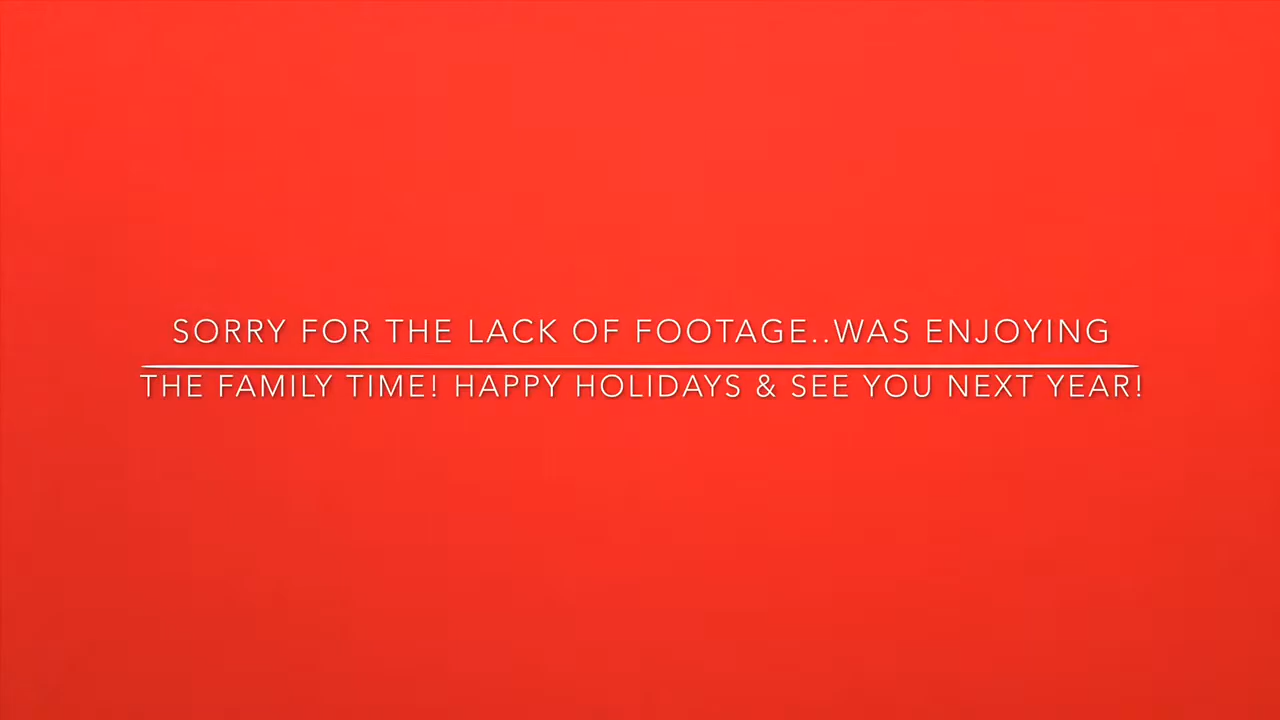 SORRY FOR THE LACK OF FOOTAGE..WAS ENJOYING
THE FAMILY TIME! HAPPY HOLIDAYS & SEE YOU NEXT YEAR!